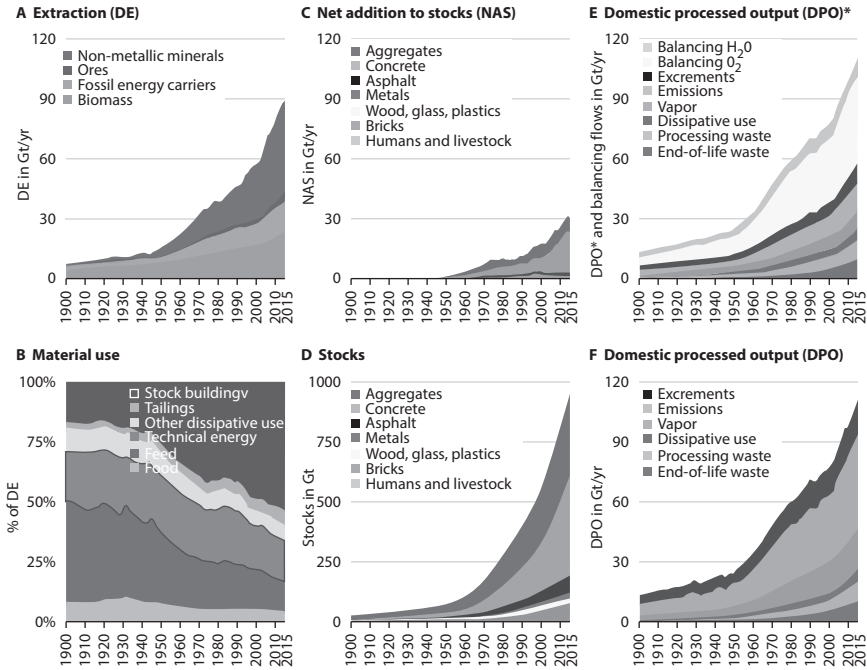 A Extraction (DE)
120
90
60
30
0
DE in Gt/yr
Non-metallic minerals
Ores
Fossil energy carriers
Biomass
1900
1910
1920
1930
1940
1950
1960
1970
1980
1990
2000
2010
2015
C Net addition to stocks (NAS)
120
90
60
30
0
NAS in Gt/yr
Aggregates
Concrete
Asphalt
Metals
Wood, glass, plastics
Bricks
Humans and livestock
1900
1910
1920
1930
1940
1950
1960
1970
1980
1990
2000
2010
2015
E Domestic processed output (DPO)*
120
90
60
30
0
DPO* and balancing flows in Gt/yr
Balancing H20
Balancing 02
Excrements
Emissions
Vapor
Dissipative use
Processing waste
End-of-life waste
1900
1910
1920
1930
1940
1950
1960
1970
1980
1990
2000
2010
2015
B Material use
100%
75%
50%
25%
0%
% of DE
Stock buildingv
Tailings
Other dissipative use
Technical energy
Feed
Food
1900
1910
1920
1930
1940
1950
1960
1970
1980
1990
2000
2010
2015
D Stocks
1000
750
500
250
0
Stocks in Gt
Aggregates
Concrete
Asphalt
Metals
Wood, glass, plastics
Bricks
Humans and livestock
1900
1910
1920
1930
1940
1950
1960
1970
1980
1990
2000
2010
2015
F Domestic processed output (DPO)
120
90
60
30
0
DPO in Gt/yr
Excrements
Emissions
Vapor
Dissipative use
Processing waste
End-of-life waste
1900
1910
1920
1930
1940
1950
1960
1970
1980
1990
2000
2010
2015